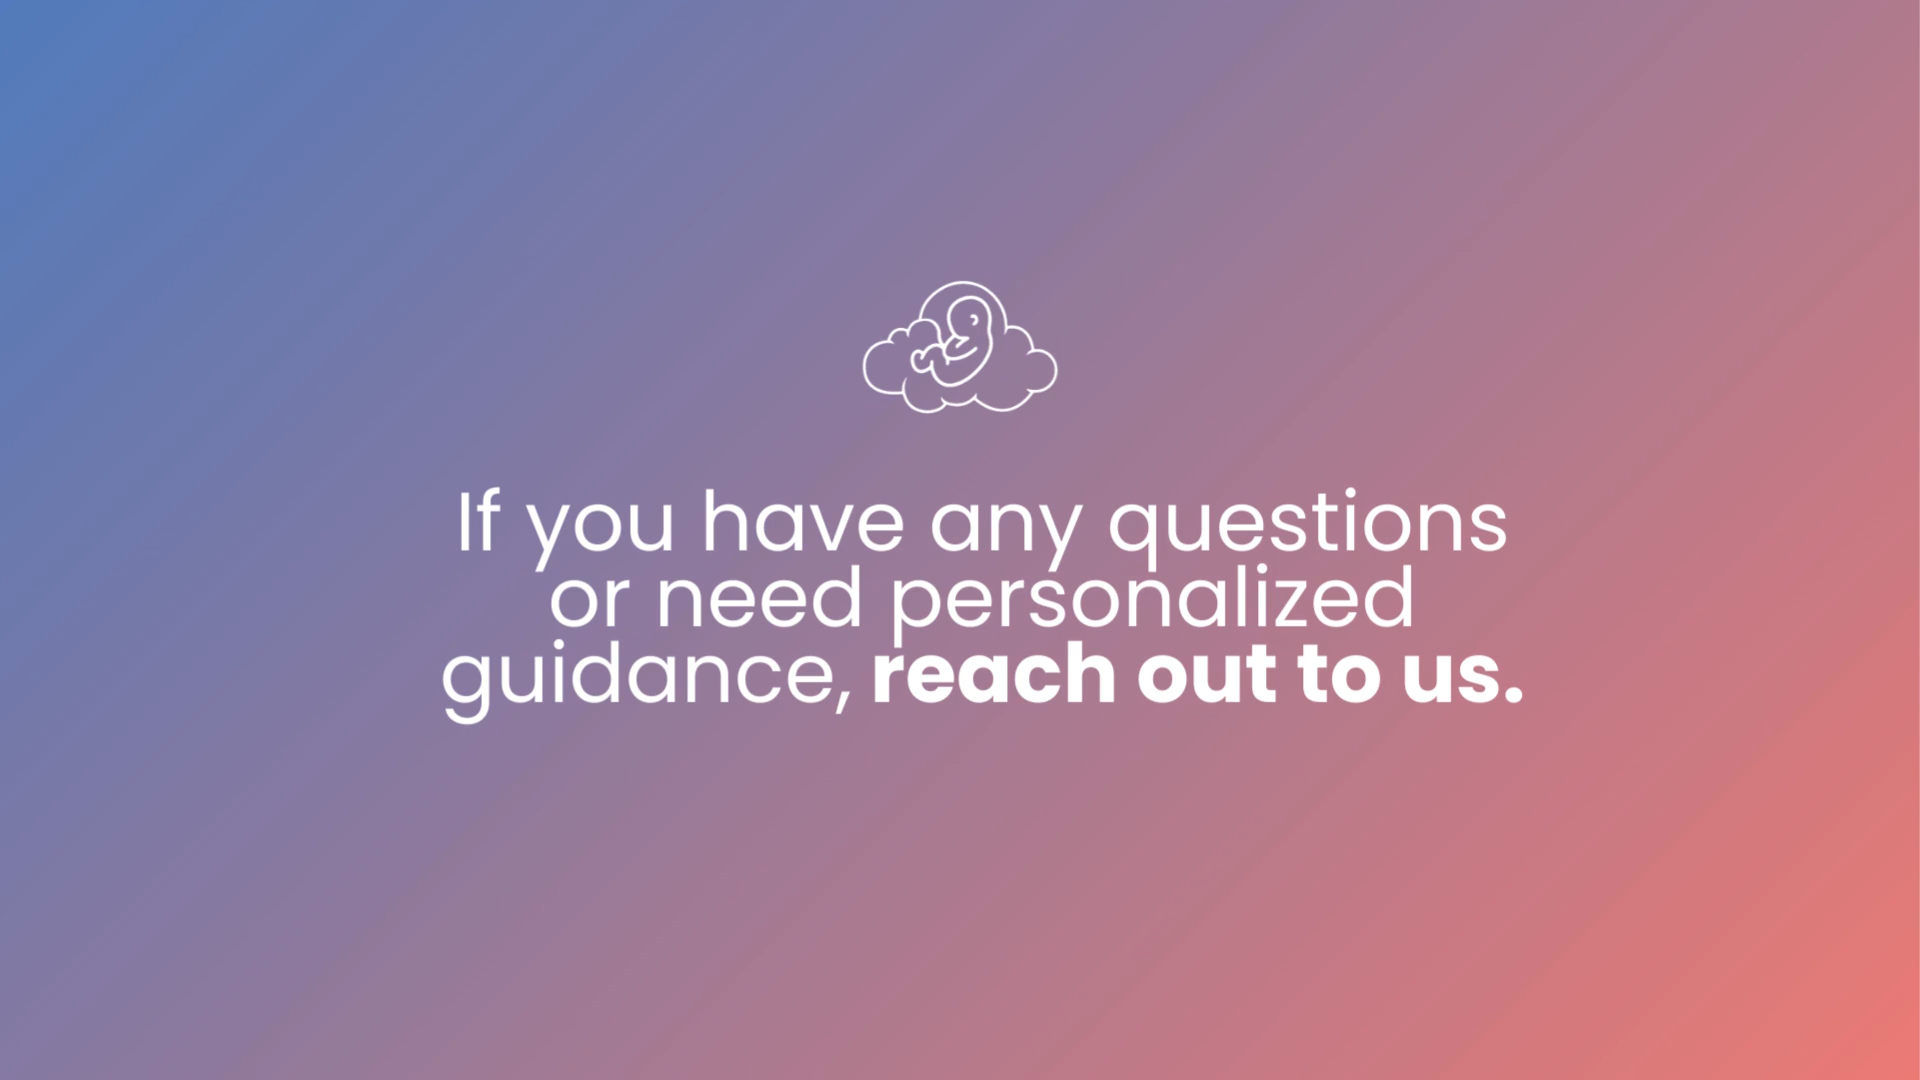 If you have any questions
or need personalized
guidance, reach out to us.